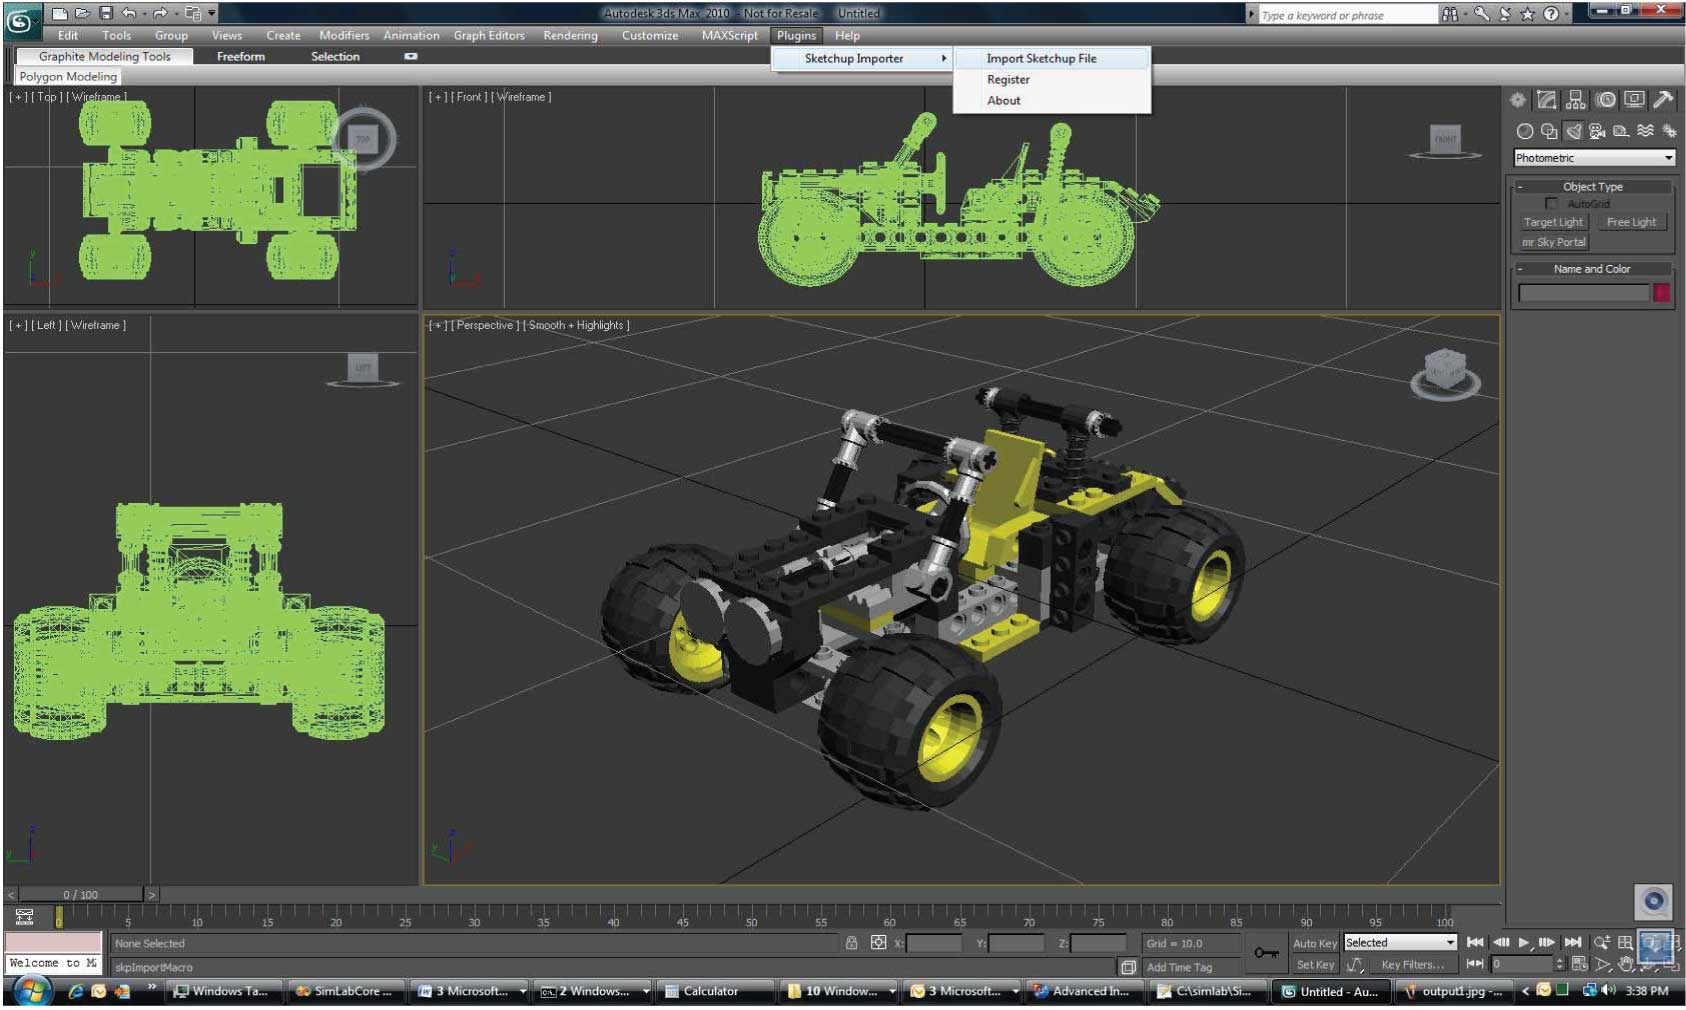 Autodesk 3ds Max 2010 - Not for Resale Untitled
Type a keyword or phrase
Edit Tools Group Views Create Modifiers Animation Graph Editors Rendering Customize MAXScript Plugins Help
Graphite Modeling Tools Freeform Selection
Sketchup Importer
Import Sketchup File
Register
About
Polygon Modeling
[ + ] [ Top ] [ Wireframe ]
TOP
[ + ] [ Front ] [ Wireframe ]
FRONT
Photometric
- Object Type
AutoGrid
Target Light Free Light
mr Sky Portal
- Name and Color
[ + ] [ Left ] [ Wireframe ]
LEFT
[ + ] [ Perspective ] [ Smooth + Highlights ]
< 0 / 100 >
0 5 10 15 20 25 30 35 40 45 50 55 60 65 70 75 80 85 90 95 100
None Selected X: Y: Z: Grid = 10.0 Auto Key Selected
Welcome to Ma
skpImportMacro Add Time Tag Set Key Key Filters... 0
Windows Ta... SimLabCore ... 3 Microsoft... 2 Windows... Calculator 10 Window... 3 Microsoft... Advanced In... C:\simlab\Si... Untitled - Au... output1.jpg -... 3:38 PM